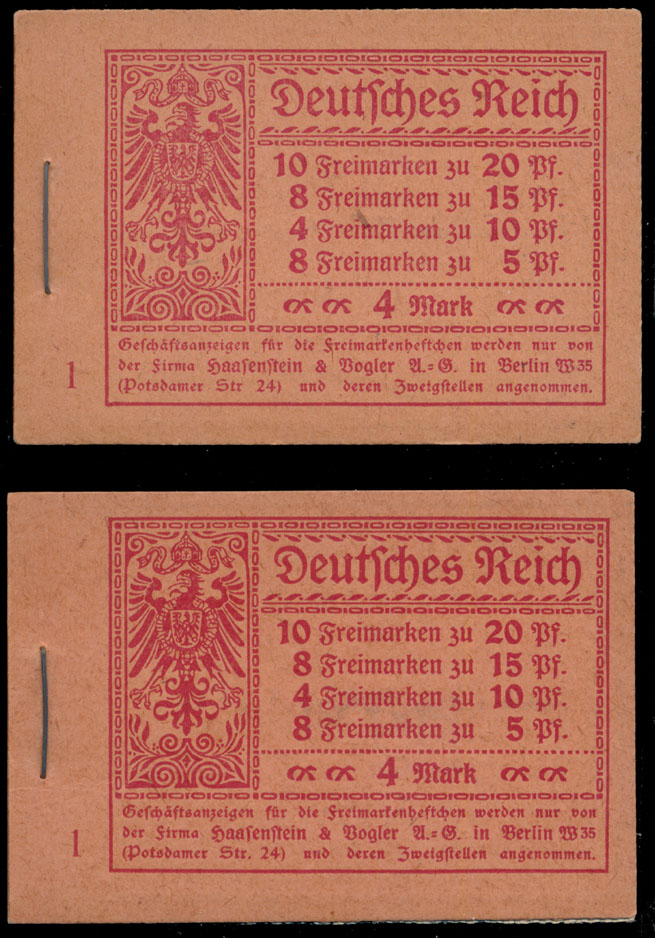 Deutsches Reich
10 Freimarken zu 20 Pf.
8 Freimarken zu 15 Pf.
4 Freimarken zu 10 Pf.
8 Freimarken zu 5 Pf.
4 Mark
Geschäftsanzeigen für die Freimarkenheftchen werden nur von
der Firma Haasenstein & Vogler A.=G. in Berlin W 35
(Potsdamer Str 24) und deren Zweigstellen angenommen.
1
Deutsches Reich
10 Freimarken zu 20 Pf.
8 Freimarken zu 15 Pf.
4 Freimarken zu 10 Pf.
8 Freimarken zu 5 Pf.
4 Mark
Geschäftsanzeigen für die Freimarkenheftchen werden nur von
der Firma Haasenstein & Vogler A.=G. in Berlin W 35
(Potsdamer Str. 24) und deren Zweigstellen angenommen.
1